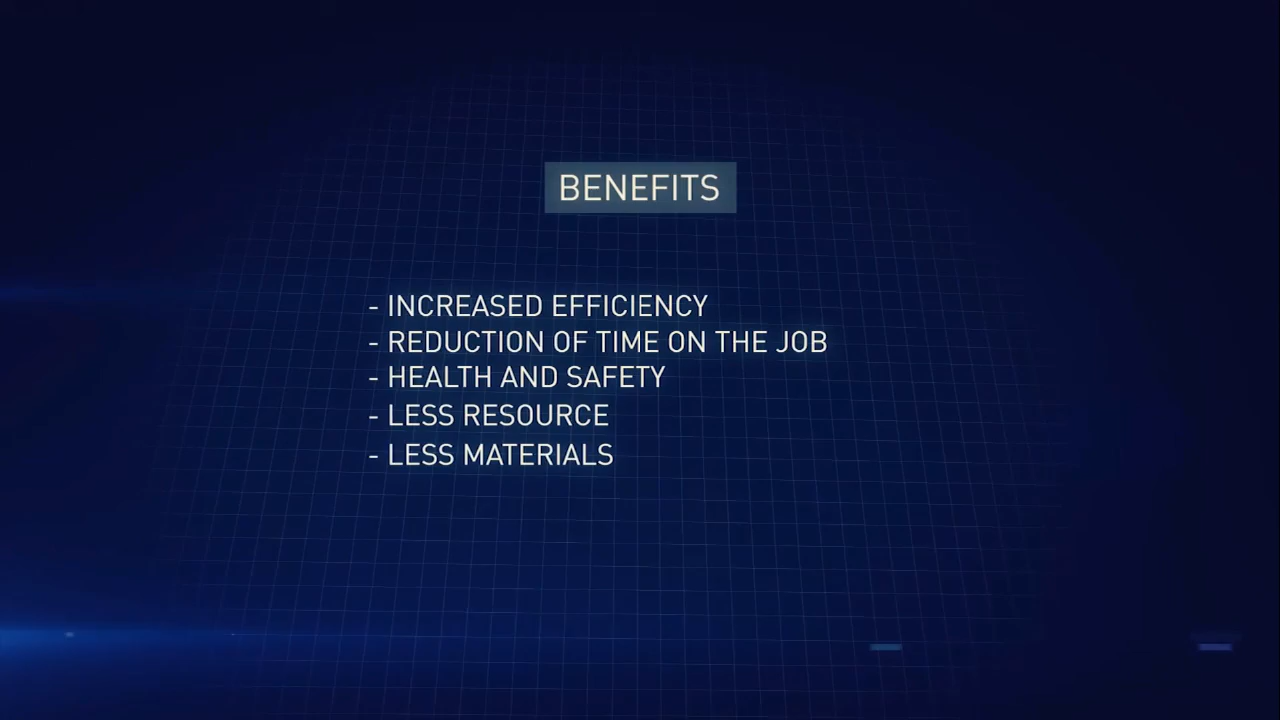 BENEFITS
- INCREASED EFFICIENCY
- REDUCTION OF TIME ON THE JOB
- HEALTH AND SAFETY
- LESS RESOURCE
- LESS MATERIALS